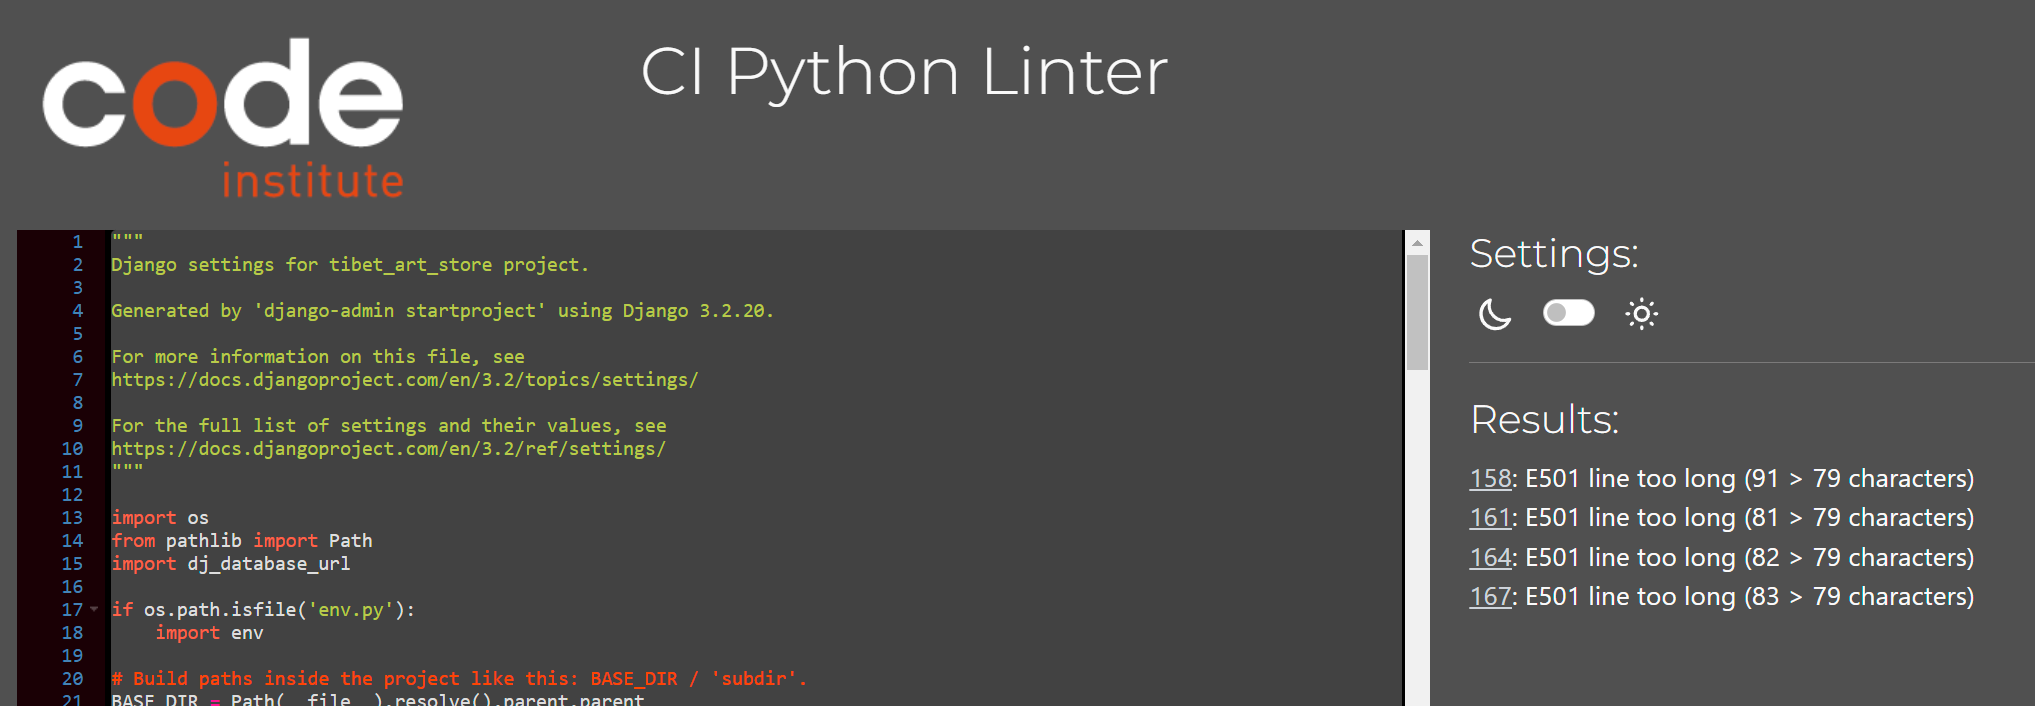 code
institute
CI Python Linter
1 """
2 Django settings for tibet_art_store project.
3
4 Generated by 'django-admin startproject' using Django 3.2.20.
5
6 For more information on this file, see
7 https://docs.djangoproject.com/en/3.2/topics/settings/
8
9 For the full list of settings and their values, see
10 https://docs.djangoproject.com/en/3.2/ref/settings/
11 """
12
13 import os
14 from pathlib import Path
15 import dj_database_url
16
17 if os.path.isfile('env.py'):
18     import env
19
20 # Build paths inside the project like this: BASE_DIR / 'subdir'.
21 BASE_DIR = Path(__file__).resolve().parent.parent
Settings:
Results:
158: E501 line too long (91 > 79 characters)
161: E501 line too long (81 > 79 characters)
164: E501 line too long (82 > 79 characters)
167: E501 line too long (83 > 79 characters)